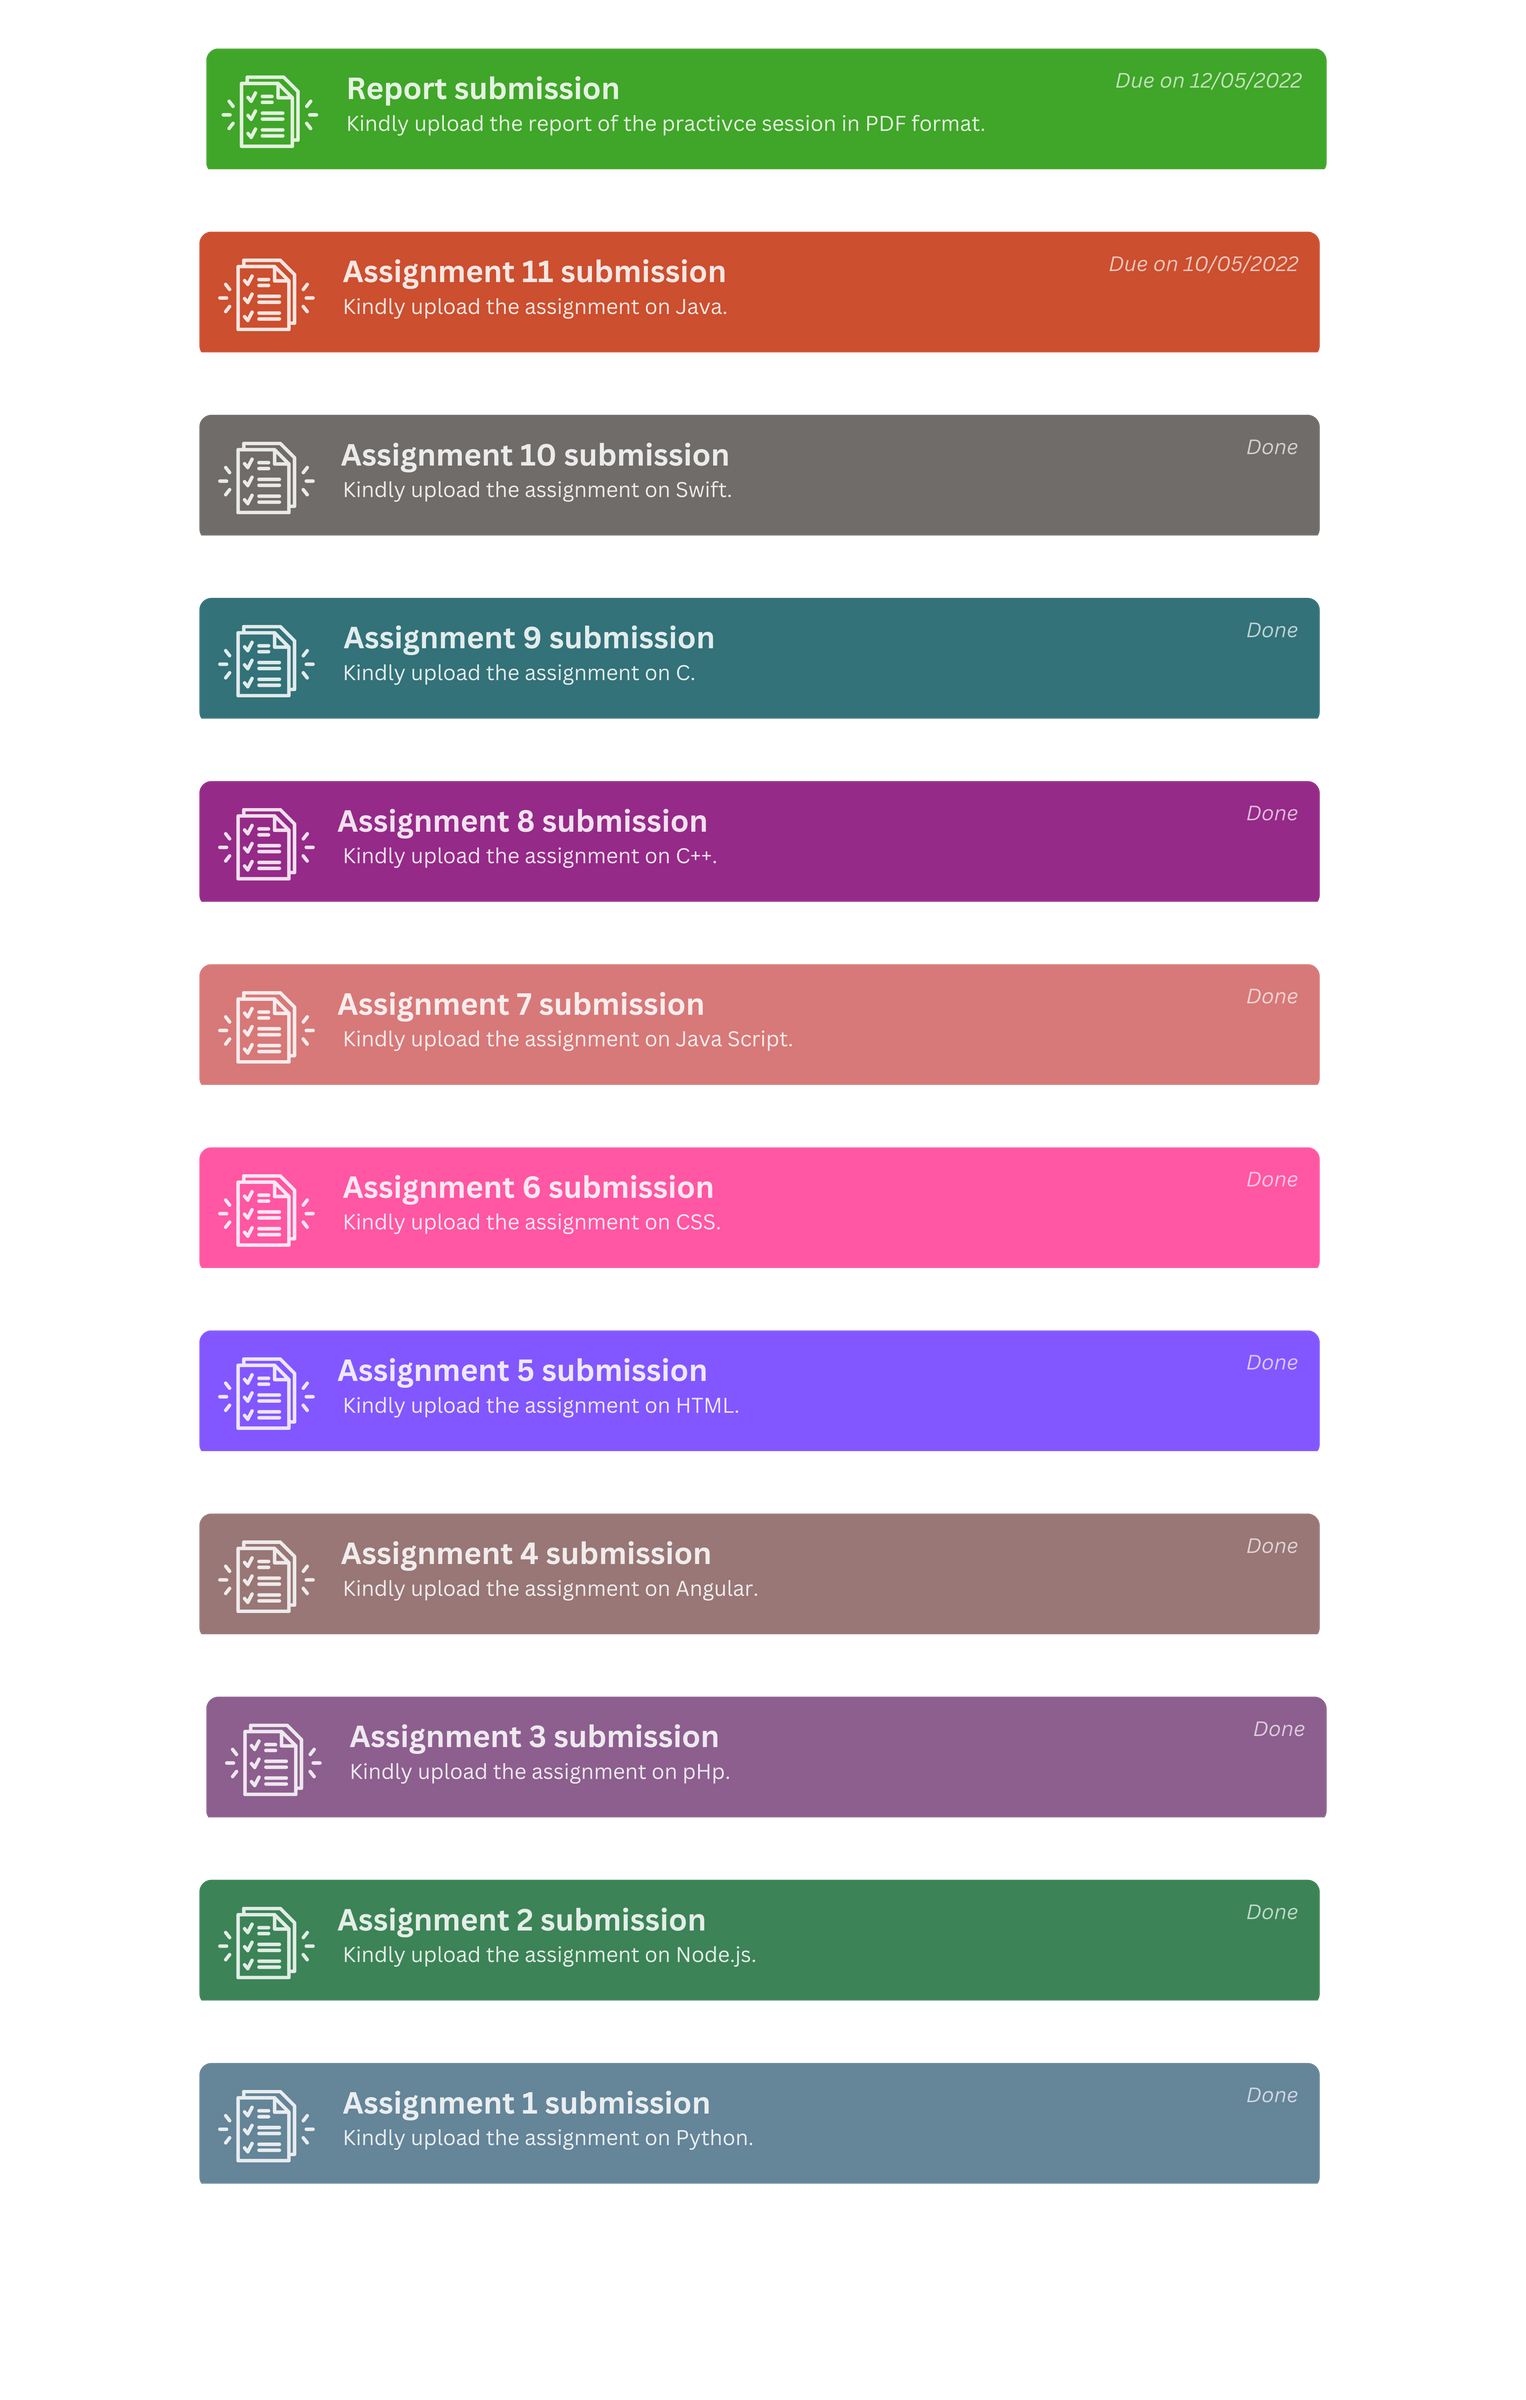 Report submission
Due on 12/05/2022
Kindly upload the report of the practivce session in PDF format.
Assignment 11 submission
Due on 10/05/2022
Kindly upload the assignment on Java.
Assignment 10 submission
Done
Kindly upload the assignment on Swift.
Assignment 9 submission
Done
Kindly upload the assignment on C.
Assignment 8 submission
Done
Kindly upload the assignment on C++.
Assignment 7 submission
Done
Kindly upload the assignment on Java Script.
Assignment 6 submission
Done
Kindly upload the assignment on CSS.
Assignment 5 submission
Done
Kindly upload the assignment on HTML.
Assignment 4 submission
Done
Kindly upload the assignment on Angular.
Assignment 3 submission
Done
Kindly upload the assignment on pHp.
Assignment 2 submission
Done
Kindly upload the assignment on Node.js.
Assignment 1 submission
Done
Kindly upload the assignment on Python.